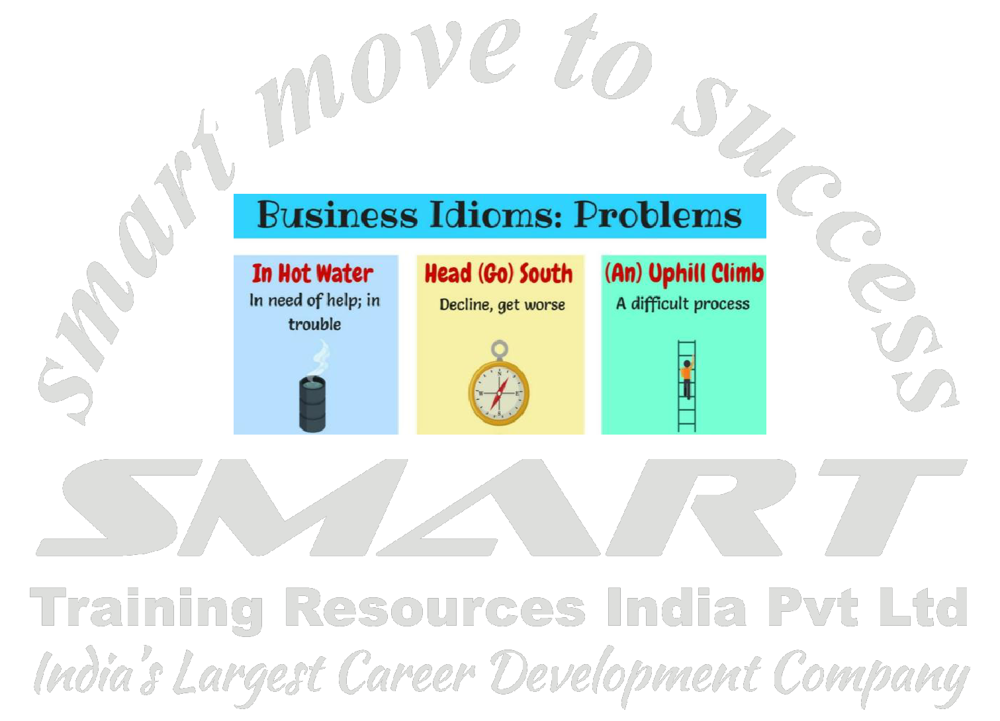 smart move to success
Business Idioms: Problems
In Hot Water
In need of help; in
trouble
Head (Go) South
Decline, get worse
N
W
E
S
(An) Uphill Climb
A difficult process
SMART
Training Resources India Pvt Ltd
India's Largest Career Development Company